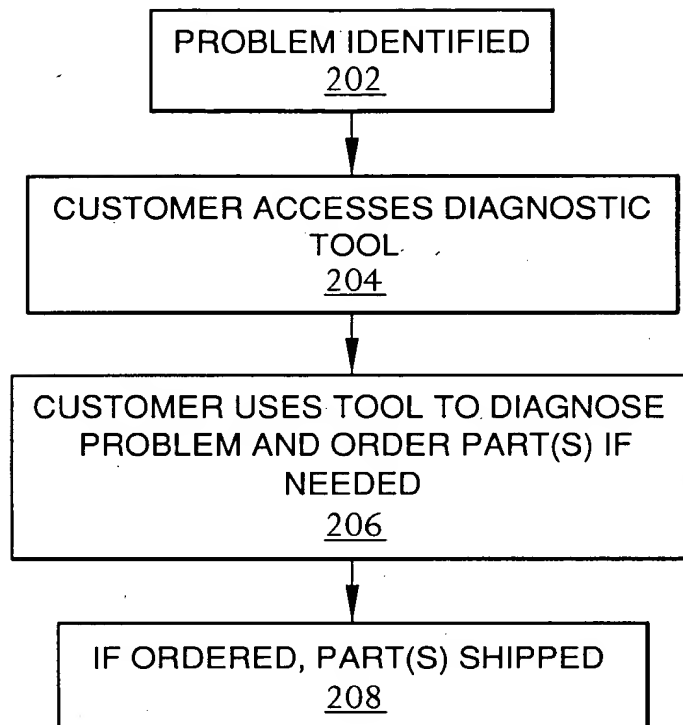 PROBLEM IDENTIFIED
202
CUSTOMER ACCESSES DIAGNOSTIC
TOOL
204
CUSTOMER USES TOOL TO DIAGNOSE
PROBLEM AND ORDER PART(S) IF
NEEDED
206
IF ORDERED, PART(S) SHIPPED
208